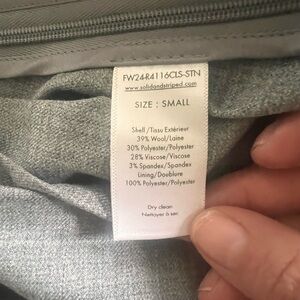 FW24R4116CLS-STN
www.solidandstriped.com
SIZE : SMALL
Shell /Tissu Extérieur
39% Wool/Laine
30% Polyester/Polyester
28% Viscose/Viscose
3% Spandex/Spandex
Lining/Doublure
100% Polyester/Polyester
Dry clean
Nettoyer à sec